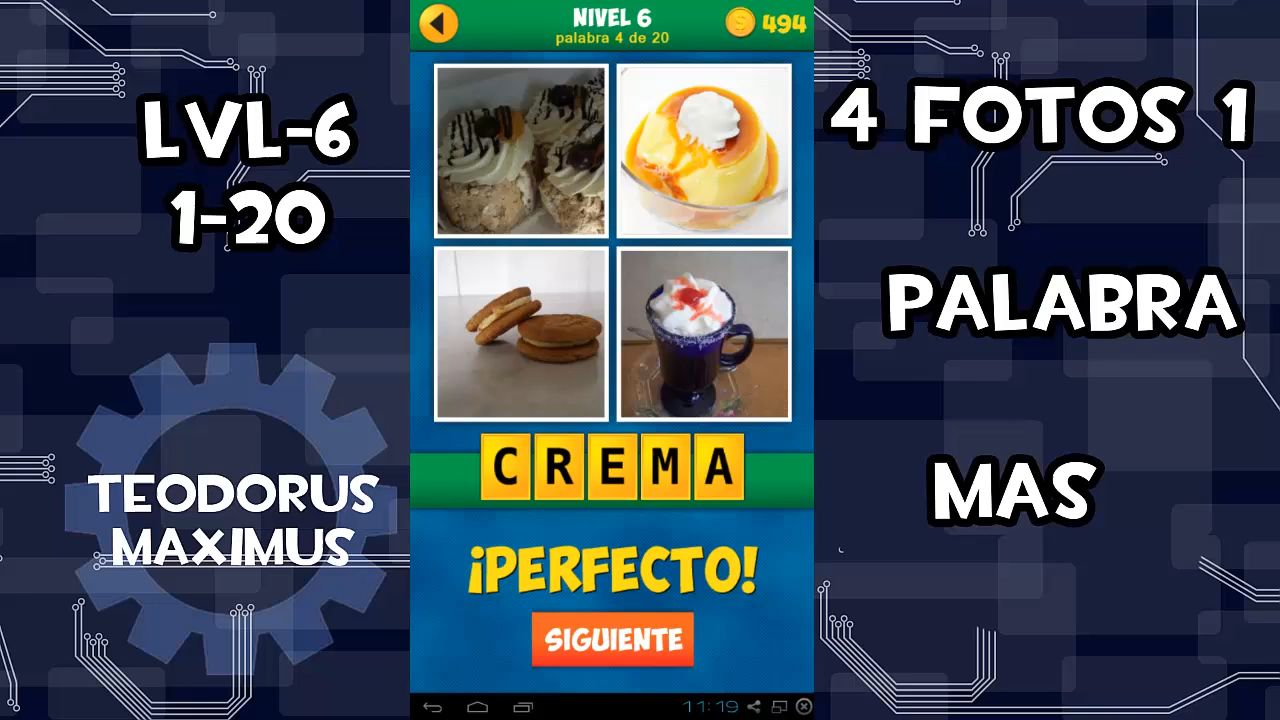 LVL-6
1-20
TEODORUS
MAXIMUS
NIVEL 6
palabra 4 de 20
494
CREMA
¡PERFECTO!
SIGUIENTE
11:19
4 FOTOS 1
PALABRA
MAS